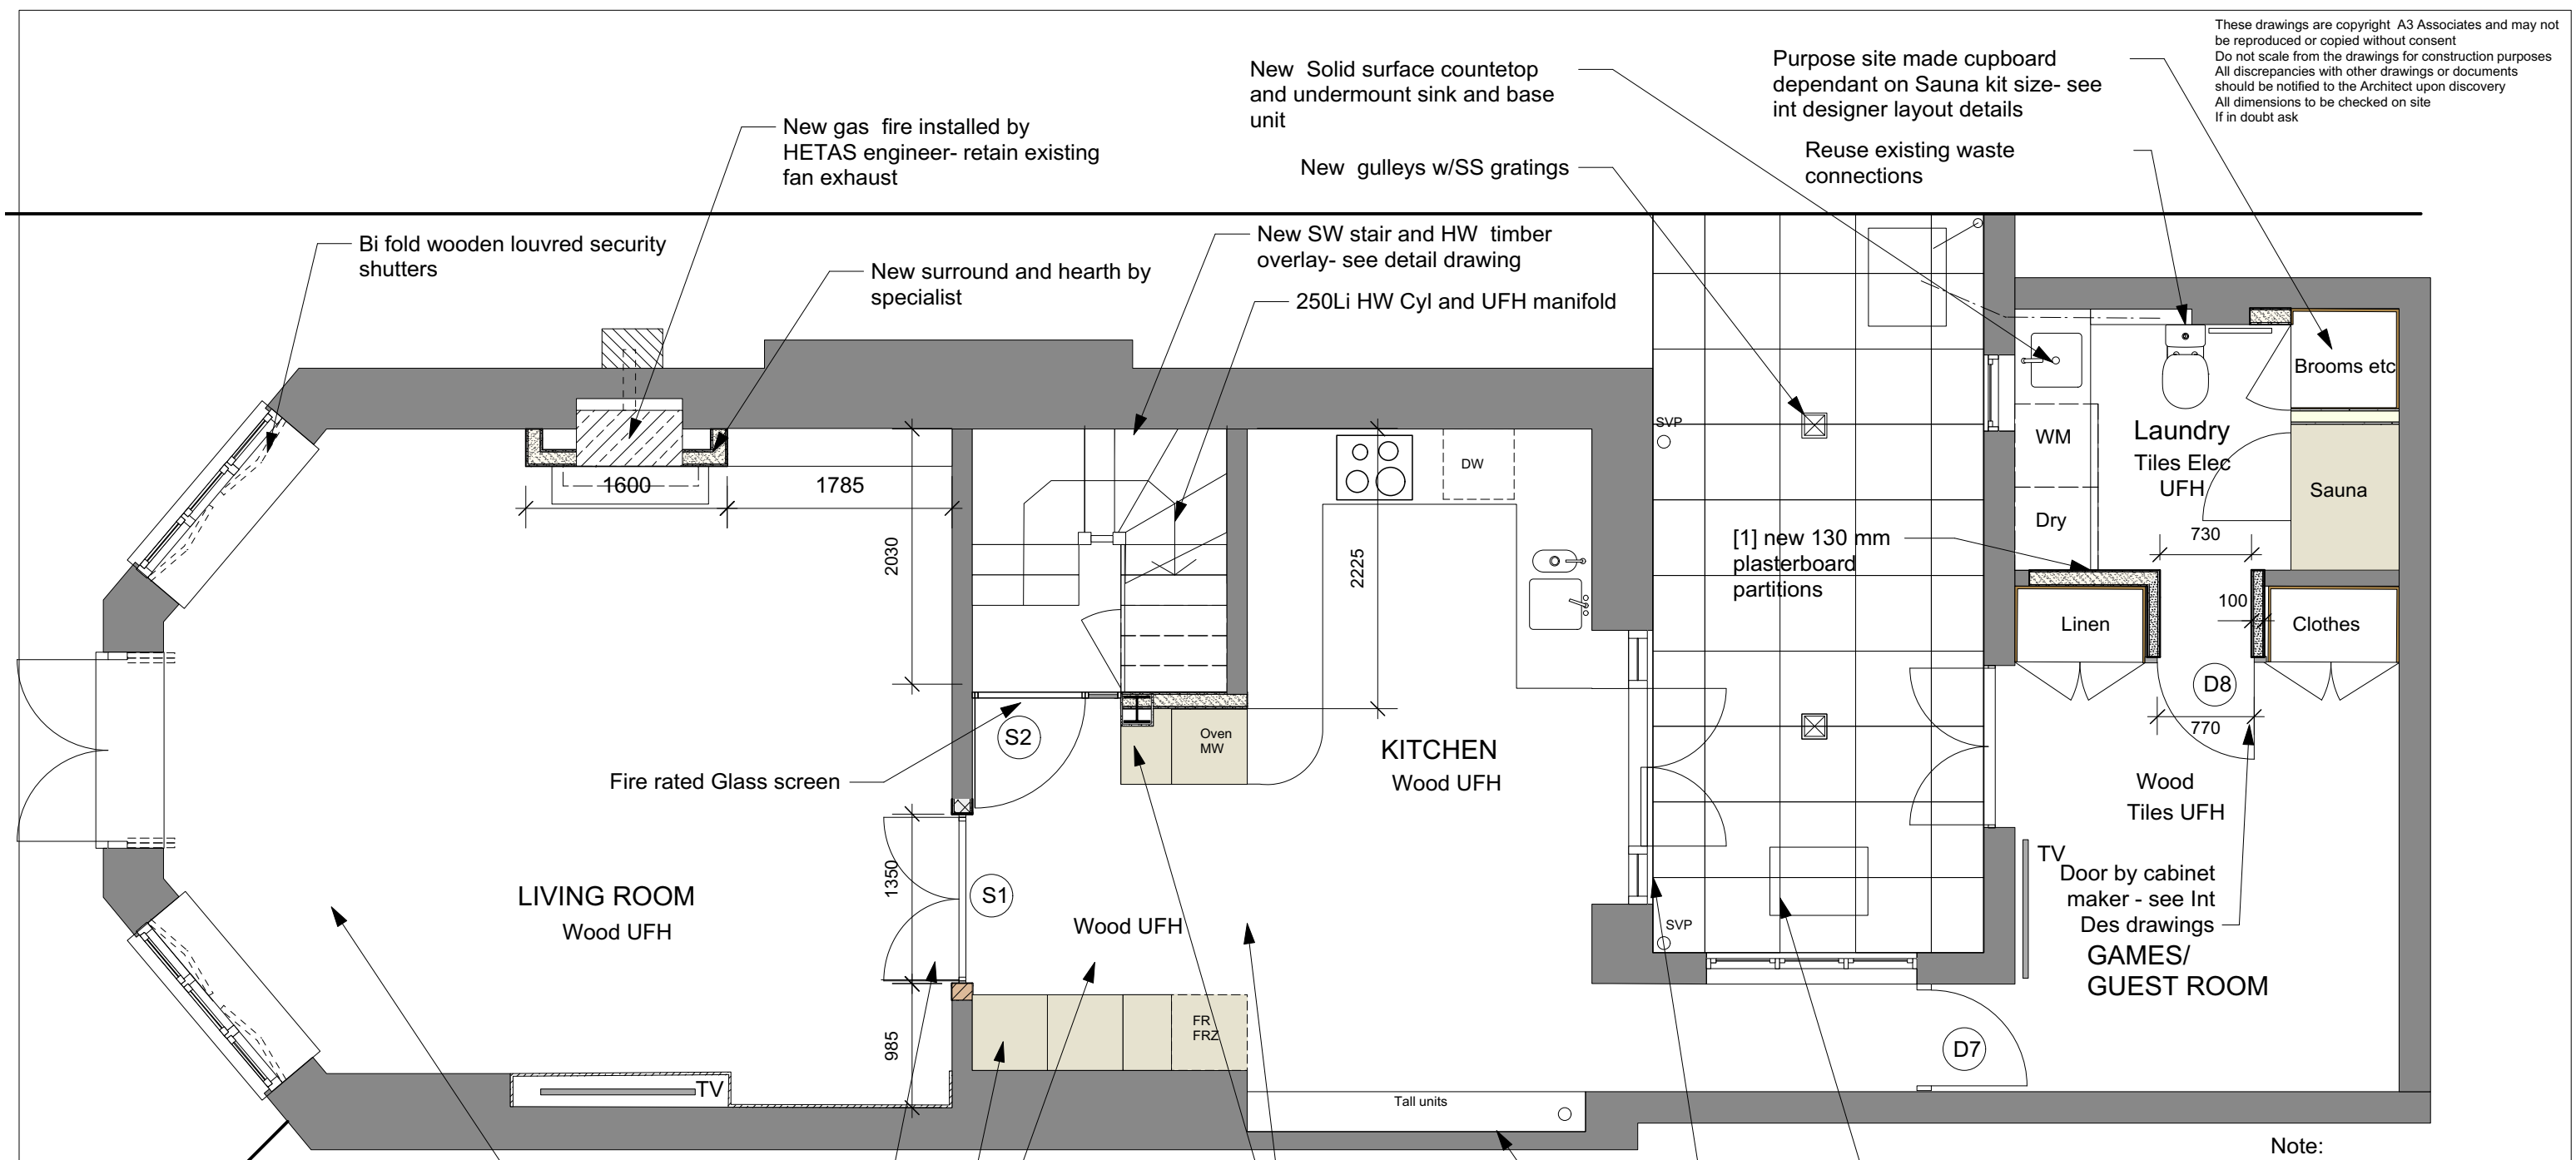 These drawings are copyright A3 Associates and may not
be reproduced or copied without consent
Do not scale from the drawings for construction purposes
All discrepancies with other drawings or documents
should be notified to the Architect upon discovery
All dimensions to be checked on site
If in doubt ask
New Solid surface countetop
and undermount sink and base
unit
Purpose site made cupboard
dependant on Sauna kit size- see
int designer layout details
New gas fire installed by
HETAS engineer- retain existing
fan exhaust
New gulleys w/SS gratings
Reuse existing waste
connections
Bi fold wooden louvred security
shutters
New surround and hearth by
specialist
New SW stair and HW timber
overlay- see detail drawing
250Li HW Cyl and UFH manifold
Brooms etc
SVP
WM
Laundry
Tiles Elec
UFH
DW
1600
1785
Sauna
Dry
730
2030
2225
[1] new 130 mm
plasterboard
partitions
100
Linen
Clothes
D8
770
S2
Oven
MW
KITCHEN
Wood UFH
Fire rated Glass screen
Wood
Tiles UFH
1350
S1
LIVING ROOM
Wood UFH
Wood UFH
TV
Door by cabinet
maker - see Int
Des drawings
SVP
GAMES/
GUEST ROOM
985
FR
FRZ
D7
TV
Tall units
Note: